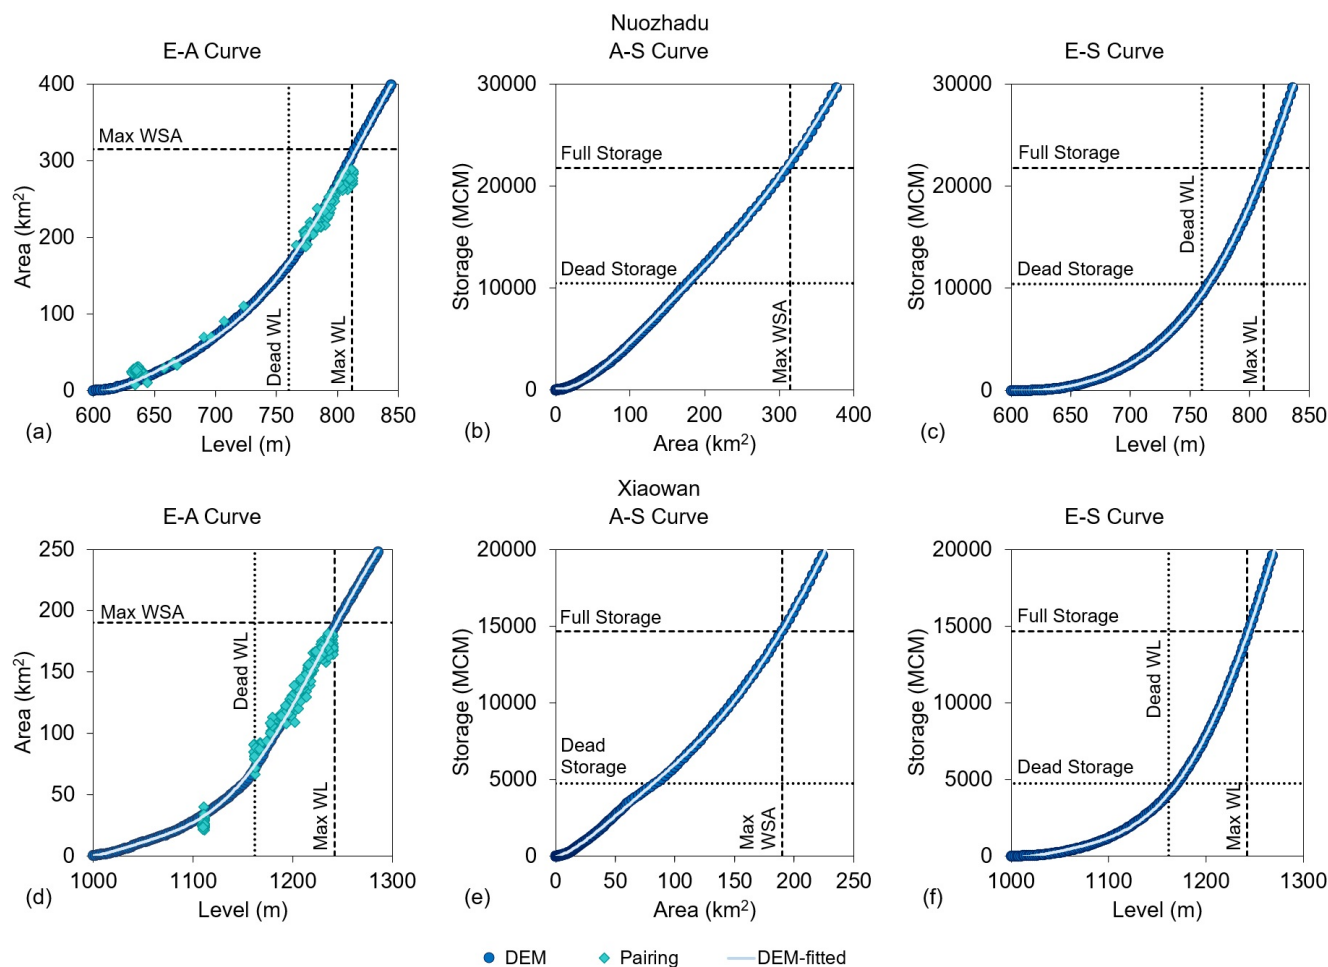 Nuozhadu
E-A Curve
A-S Curve
E-S Curve
400
300
200
100
0
Area (km²)
Max WSA
Dead WL
Max WL
600 650 700 750 800 850
(a)
Level (m)
30000
20000
10000
0
Storage (MCM)
Full Storage
Dead Storage
Max WSA
0 100 200 300 400
(b)
Area (km²)
30000
20000
10000
0
Storage (MCM)
Full Storage
Dead WL
Dead Storage
Max WL
600 650 700 750 800 850
(c)
Level (m)
Xiaowan
E-A Curve
A-S Curve
E-S Curve
250
200
150
100
50
0
Area (km²)
Max WSA
Dead WL
Max WL
1000 1100 1200 1300
(d)
Level (m)
20000
15000
10000
5000
0
Storage (MCM)
Full Storage
Dead
Storage
Max
WSA
0 50 100 150 200 250
(e)
Area (km²)
20000
15000
10000
5000
0
Storage (MCM)
Full Storage
Dead WL
Dead Storage
Max WL
1000 1100 1200 1300
(f)
Level (m)
DEM Pairing DEM-fitted